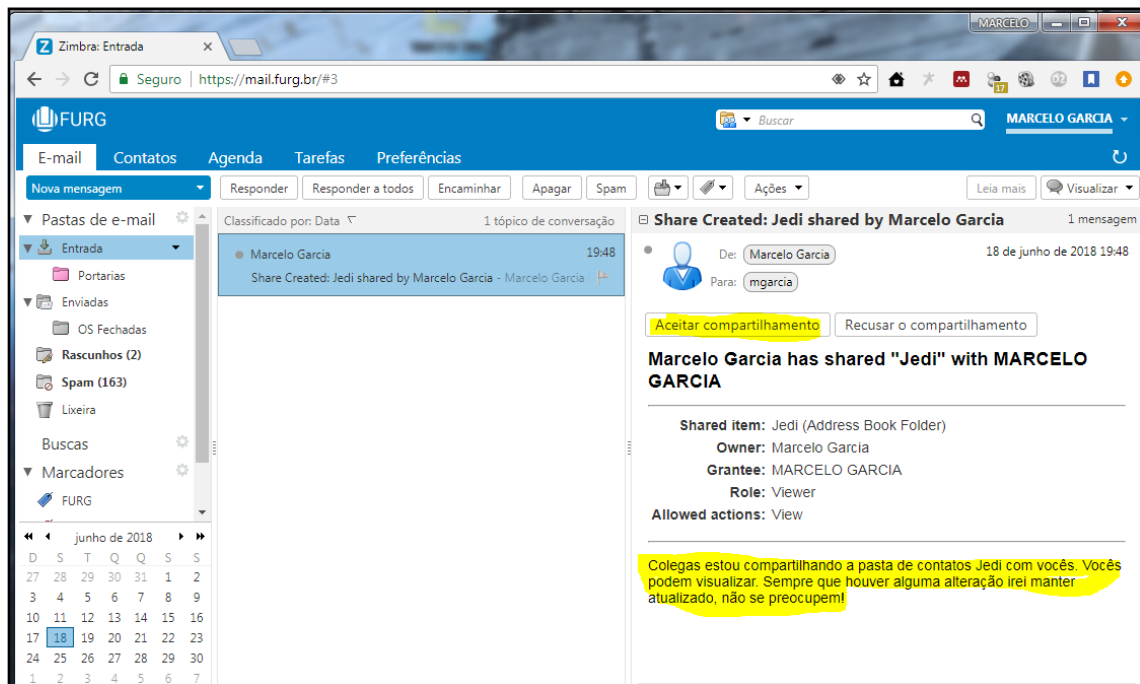 MARCELO
Zimbra: Entrada
Seguro | https://mail.furg.br/#3
17
FURG
Buscar
MARCELO GARCIA
E-mail Contatos Agenda Tarefas Preferências
Nova mensagem
Responder Responder a todos Encaminhar Apagar Spam Ações Leia mais Visualizar
Pastas de e-mail
Entrada
Portarias
Enviadas
OS Fechadas
Rascunhos (2)
Spam (163)
Lixeira
Buscas
Marcadores
FURG
junho de 2018
D S T Q Q S S
27 28 29 30 31 1 2
3 4 5 6 7 8 9
10 11 12 13 14 15 16
17 18 19 20 21 22 23
24 25 26 27 28 29 30
1 2 3 4 5 6 7
Classificado por: Data 1 tópico de conversação
Marcelo Garcia 19:48
Share Created: Jedi shared by Marcelo Garcia - Marcelo Garcia
Share Created: Jedi shared by Marcelo Garcia 1 mensagem
De: Marcelo Garcia 18 de junho de 2018 19:48
Para: mgarcia
Aceitar compartilhamento Recusar o compartilhamento
Marcelo Garcia has shared "Jedi" with MARCELO
GARCIA
Shared item: Jedi (Address Book Folder)
Owner: Marcelo Garcia
Grantee: MARCELO GARCIA
Role: Viewer
Allowed actions: View
Colegas estou compartilhando a pasta de contatos Jedi com vocês. Vocês
podem visualizar. Sempre que houver alguma alteração irei manter
atualizado, não se preocupem!